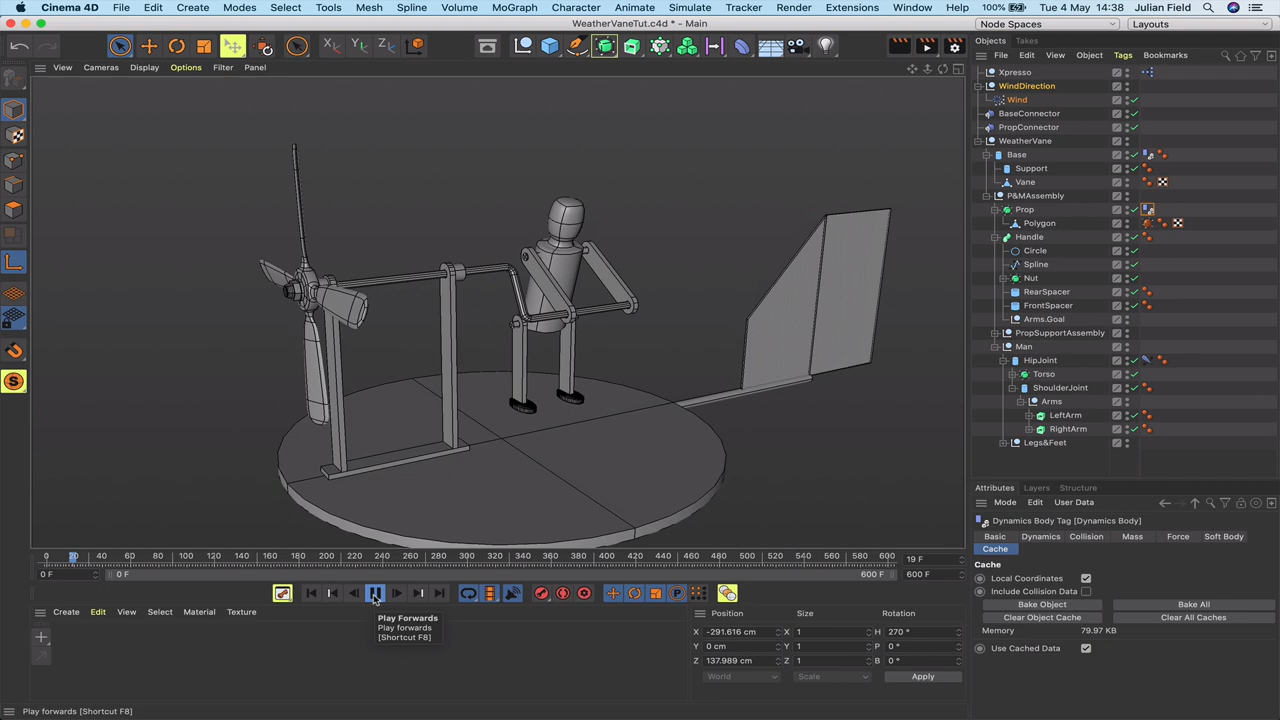 Cinema 4D File Edit Create Modes Select Tools Mesh Spline Volume MoGraph Character Animate Simulate Tracker Render Extensions Window Help 100% Tue 4 May 14:38 Julian Field
WeatherVaneTut.c4d * - Main
Node Spaces Layouts
X Y Z
Objects Takes
File Edit View Object Tags Bookmarks
View Cameras Display Options Filter Panel
Xpresso
WindDirection
Wind
BaseConnector
PropConnector
WeatherVane
Base
Support
Vane
P&MAssembly
Prop
Polygon
Handle
Circle
Spline
Nut
RearSpacer
FrontSpacer
Arms.Goal
PropSupportAssembly
Man
HipJoint
Torso
ShoulderJoint
Arms
LeftArm
RightArm
Legs&Feet
Attributes Layers Structure
Mode Edit User Data
Dynamics Body Tag [Dynamics Body]
Basic Dynamics Collision Mass Force Soft Body
Cache
Cache
Local Coordinates
Include Collision Data
Bake Object Bake All
Clear Object Cache Clear All Caches
Memory 79.97 KB
Use Cached Data
0 20 40 60 80 100 120 140 160 180 200 220 240 260 280 300 320 340 360 380 400 420 440 460 480 500 520 540 560 580 600 19 F
0 F 0 F 600 F 600 F
P
Play Forwards
Play forwards
[Shortcut F8]
Create Edit View Select Material Texture
Position Size Rotation
X -291.616 cm X 1 H 270 °
Y 0 cm Y 1 P 0 °
Z 137.989 cm Z 1 B 0 °
World Scale Apply
Play forwards [Shortcut F8]